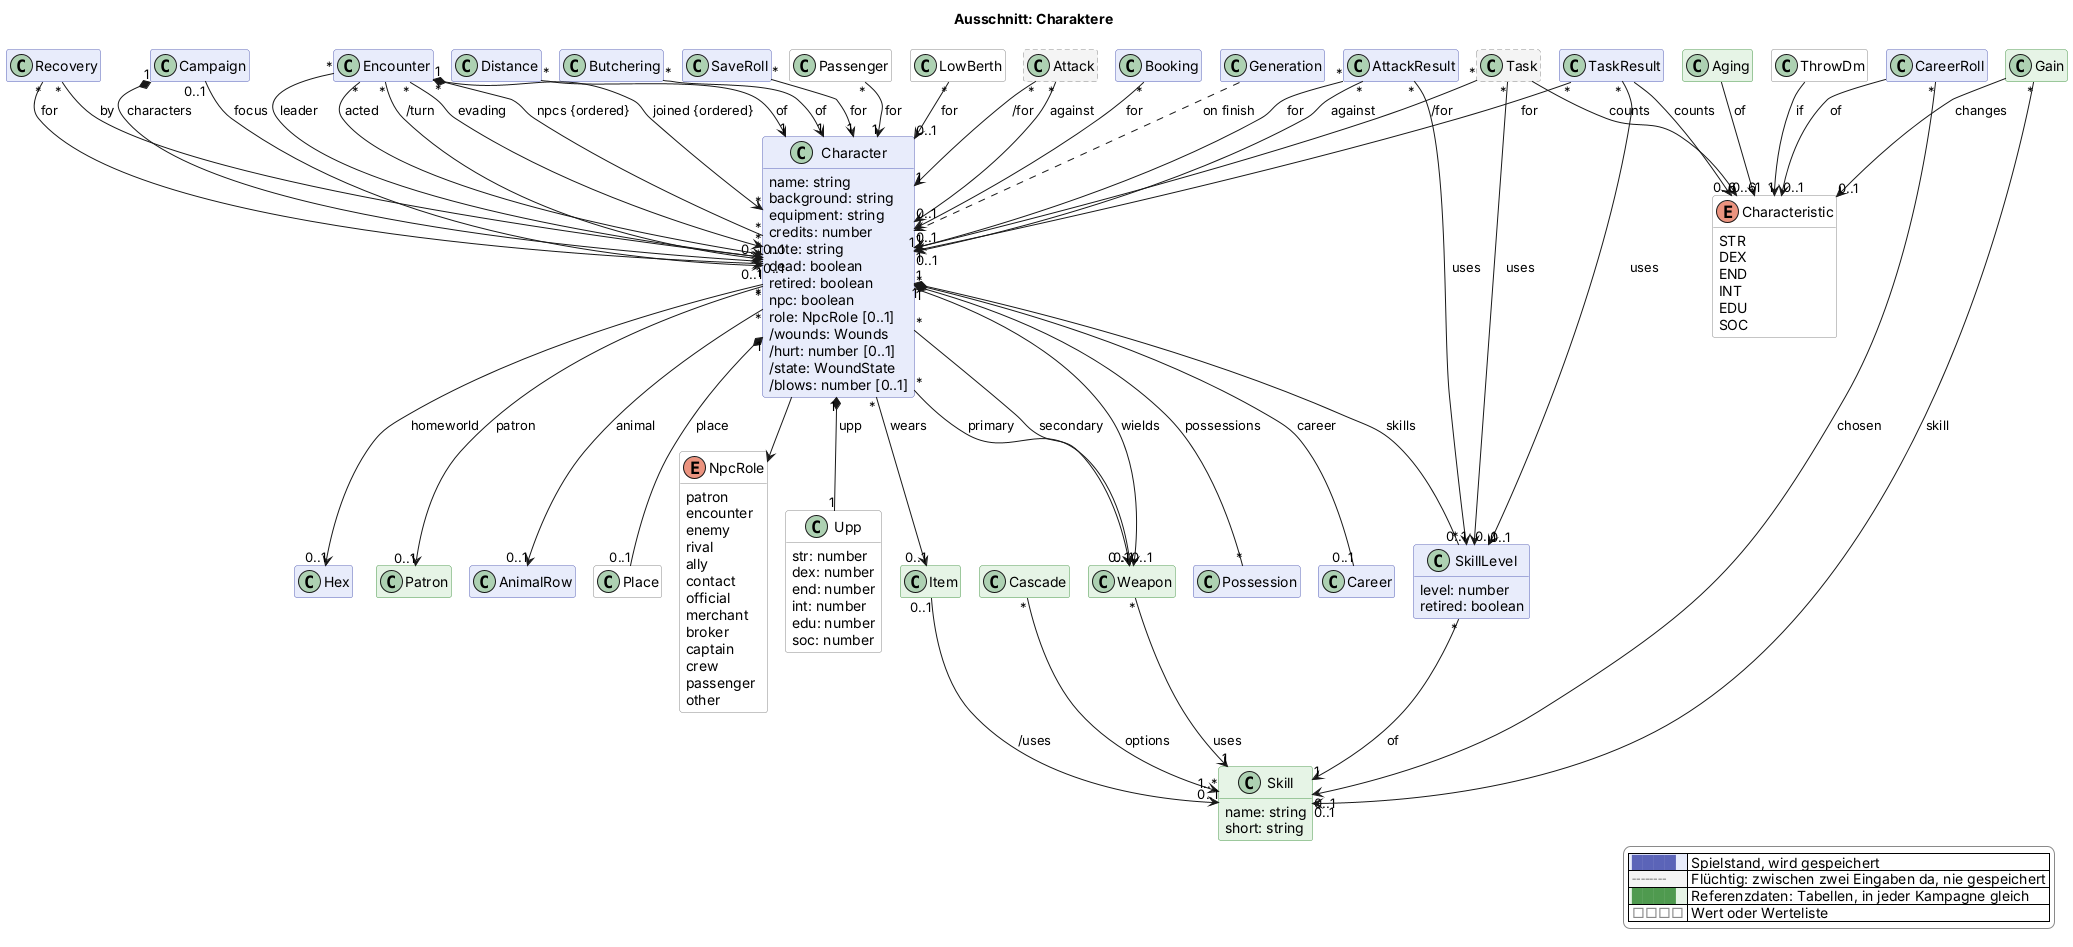 Ausschnitt: Charaktere
Recovery
Campaign
Encounter
Distance
Butchering
SaveRoll
Passenger
LowBerth
Attack
Booking
Generation
AttackResult
Task
TaskResult
Aging
ThrowDm
CareerRoll
Gain
* * 1 0..1 * * * * 1 * * * * * * * * * * * * * * * * *
for by characters focus leader acted /turn evading npcs {ordered} joined {ordered} of of for for for /for against for on finish for against /for for counts counts of if of changes
Character
name: string
background: string
equipment: string
credits: number
note: string
dead: boolean
retired: boolean
npc: boolean
role: NpcRole [0..1]
/wounds: Wounds
/hurt: number [0..1]
/state: WoundState
/blows: number [0..1]
Characteristic
STR
DEX
END
INT
EDU
SOC
uses uses uses
homeworld patron animal place upp wears primary secondary wields possessions career skills chosen skill
NpcRole
patron
encounter
enemy
rival
ally
contact
official
merchant
broker
captain
crew
passenger
other
Upp
str: number
dex: number
end: number
int: number
edu: number
soc: number
Hex
Patron
AnimalRow
Place
Item
Cascade
Weapon
Possession
Career
SkillLevel
level: number
retired: boolean
/uses options uses of
Skill
name: string
short: string
Spielstand, wird gespeichert
Flüchtig: zwischen zwei Eingaben da, nie gespeichert
Referenzdaten: Tabellen, in jeder Kampagne gleich
Wert oder Werteliste